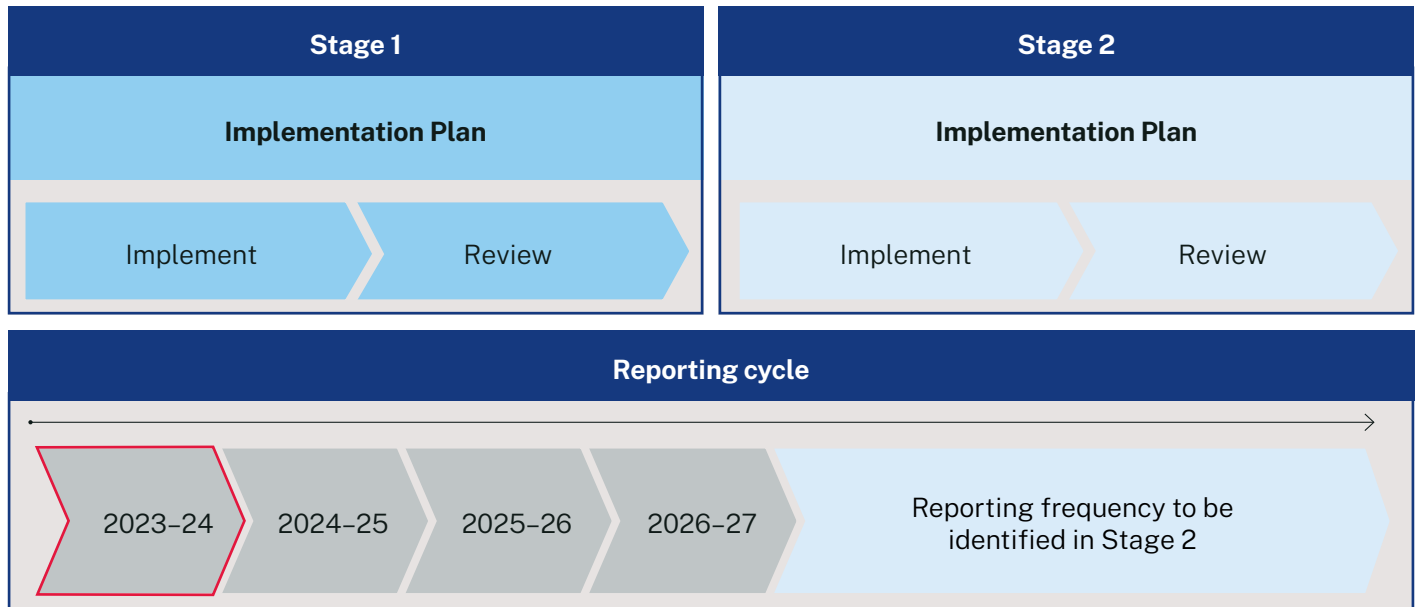 Stage 1
Implementation Plan
Implement
Review
Stage 2
Implementation Plan
Implement
Review
Reporting cycle
2023–24
2024–25
2025–26
2026–27
Reporting frequency to be
identified in Stage 2